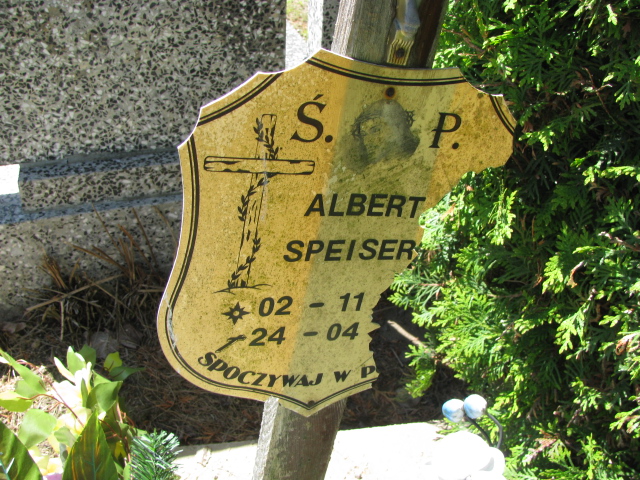 Ś. P.
ALBERT
SPEISER
02 - 11
24 - 04
SPOCZYWAJ W P